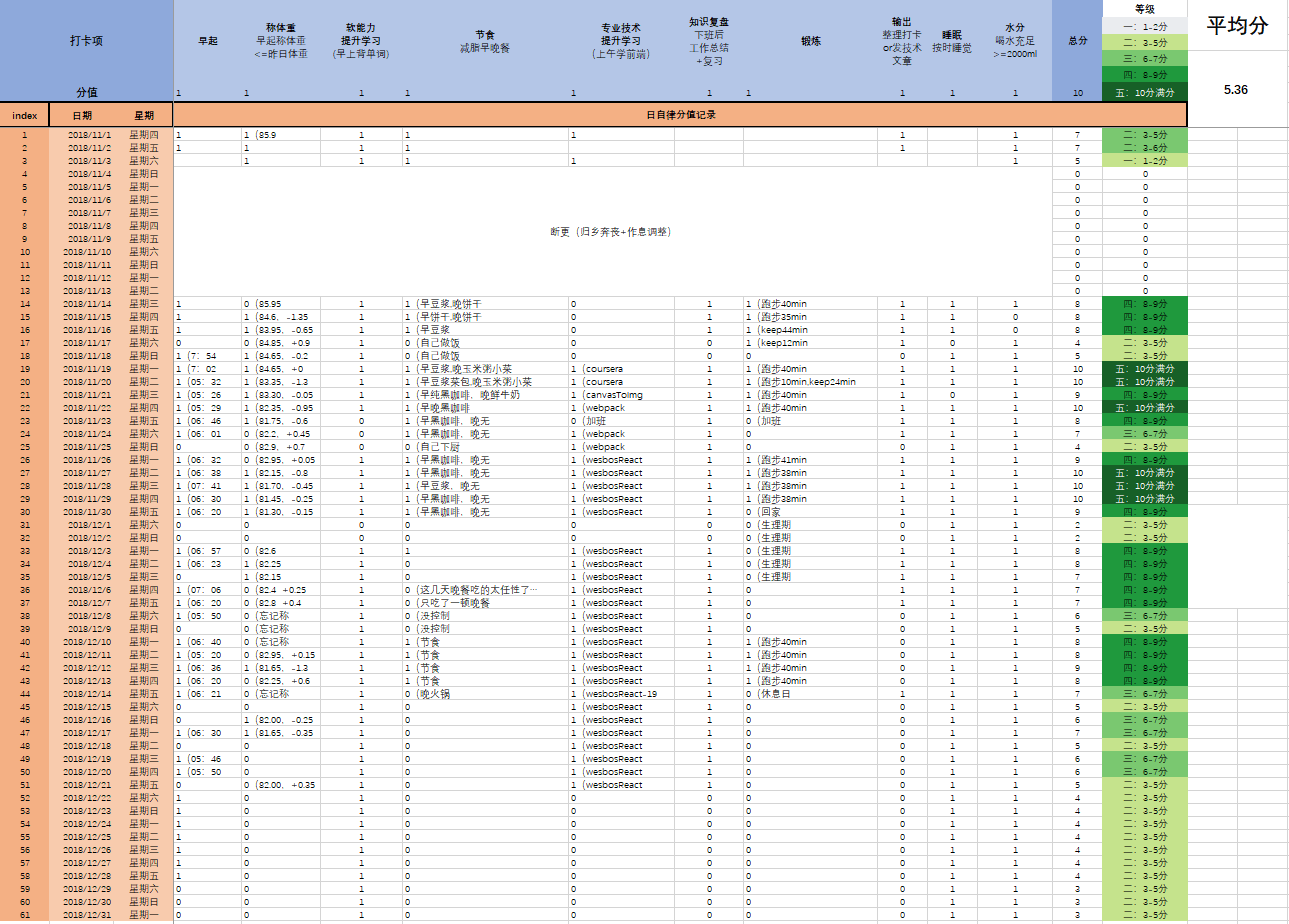 打卡项
分值
早起
1
称体重
早起称体重
<=昨日体重
1
软能力
提升学习
(早上背单词)
1
节食
减脂早晚餐
1
专业技术
提升学习
(上午学前端)
1
知识复盘
下班后
工作总结
+复习
1
锻炼
1
输出
整理打卡
or发技术
文章
1
睡眠
按时睡觉
1
水分
喝水充足
>=2000ml
1
总分
10
等级
一：1-2分
二：3-5分
三：6-7分
四：8-9分
五：10分满分
平均分
5.36
index 日期 星期 日自律分值记录
1 2018/11/1 星期四 1 1（85.9 1 1 1 1 1 7 二：3-5分
2 2018/11/2 星期五 1 1 1 1 1 1 7 二：3-6分
3 2018/11/3 星期六 1 1 1 1 1 5 一：1-2分
4 2018/11/4 星期日 0 0
5 2018/11/5 星期一 0 0
6 2018/11/6 星期二 0 0
7 2018/11/7 星期三 0 0
8 2018/11/8 星期四 断更（归乡奔丧+作息调整） 0 0
9 2018/11/9 星期五 0 0
10 2018/11/10 星期六 0 0
11 2018/11/11 星期日 0 0
12 2018/11/12 星期一 0 0
13 2018/11/13 星期二 0 0
14 2018/11/14 星期三 1 0（85.95 1 1（早豆浆,晚饼干 0 1 1（跑步40min 1 1 1 8 四：8-9分
15 2018/11/15 星期四 1 1（84.6, -1.35 1 1（早饼干,晚饼干 0 1 1（跑步35min 1 1 0 8 四：8-9分
16 2018/11/16 星期五 1 1（83.95, -0.65 1 1（早豆浆 0 1 1（keep44min 1 1 0 8 四：8-9分
17 2018/11/17 星期六 0 0（84.85, +0.9 1 0（自己做饭 0 1 1（keep12min 1 0 1 4 二：3-5分
18 2018/11/18 星期日 1（7：54 1（84.65, -0.2 1 0（自己做饭 0 0 0 0 1 1 5 二：3-5分
19 2018/11/19 星期一 1（7：02 1（84.65, +0 1 1（早豆浆,晚玉米粥小菜 1（coursera 1 1（跑步40min 1 1 1 10 五：10分满分
20 2018/11/20 星期二 1（05：32 1（83.35, -1.3 1 1（早豆浆菜包,晚玉米粥小菜 1（coursera 1 1（跑步10min,keep24min 1 1 1 10 五：10分满分
21 2018/11/21 星期三 1（05：26 1（83.30, -0.05 1 1（早纯黑咖啡，晚鲜牛奶 1（canvasToimg 1 1（跑步40min 1 0 1 9 四：8-9分
22 2018/11/22 星期四 1（05：29 1（82.35, -0.95 1 1（早晚黑咖啡 1（webpack 1 1（跑步40min 1 1 1 10 五：10分满分
23 2018/11/23 星期五 1（06：46 1（81.75, -0.6 0 1（早黑咖啡，晚无 0（加班 1 0（加班 1 1 1 8 四：8-9分
24 2018/11/24 星期六 1（06：01 0（82.2, +0.45 0 1（早黑咖啡，晚无 1（webpack 1 0 1 1 1 7 三：6-7分
25 2018/11/25 星期日 0 0（82.9, +0.7 0 0（自己下厨 1（webpack 1 0 1 1 1 4 二：3-5分
26 2018/11/26 星期一 1（06：32 0（82.95, +0.05 1 1（早黑咖啡，晚无 1（wesbosReact 1 1（跑步41min 1 1 1 9 四：8-9分
27 2018/11/27 星期二 1（06：38 1（82.15, -0.8 1 1（早黑咖啡，晚无 1（wesbosReact 1 1（跑步38min 1 1 1 10 五：10分满分
28 2018/11/28 星期三 1（07：41 1（81.70, -0.45 1 1（早豆浆，晚无 1（wesbosReact 1 1（跑步38min 1 1 1 10 五：10分满分
29 2018/11/29 星期四 1（06：30 1（81.45, -0.25 1 1（早黑咖啡，晚无 1（wesbosReact 1 1（跑步38min 1 1 1 10 五：10分满分
30 2018/11/30 星期五 1（06：20 1（81.30, -0.15 1 1（早黑咖啡，晚无 1（wesbosReact 1 0（回家 1 1 1 9 四：8-9分
31 2018/12/1 星期六 0 0 0 0 0 0 0（生理期 0 1 1 2 二：3-5分
32 2018/12/2 星期日 0 0 0 0 0 0 0（生理期 0 1 1 2 二：3-5分
33 2018/12/3 星期一 1（06：57 0（82.6 1 1 1（wesbosReact 1 0（生理期 1 1 1 8 四：8-9分
34 2018/12/4 星期二 1（06：23 1（82.25 1 0 1（wesbosReact 1 0（生理期 1 1 1 8 四：8-9分
35 2018/12/5 星期三 0 1（82.15 1 0 1（wesbosReact 1 0（生理期 1 1 1 7 四：8-9分
36 2018/12/6 星期四 1（07：06 0（82.4 +0.25 1 0（这几天晚餐吃的太任性了… 1（wesbosReact 1 0 1 1 1 7 四：8-9分
37 2018/12/7 星期五 1（06：20 0（82.8 +0.4 1 0（只吃了一顿晚餐 1（wesbosReact 1 0 1 1 1 7 四：8-9分
38 2018/12/8 星期六 1（05：50 0（忘记称 1 0（没控制 1（wesbosReact 1 0 0 1 1 6 三：6-7分
39 2018/12/9 星期日 0 0（忘记称 1 0（没控制 1（wesbosReact 1 0 0 1 1 5 二：3-5分
40 2018/12/10 星期一 1（06：40 0（忘记称 1 1（节食 1（wesbosReact 1 1（跑步40min 0 1 1 8 四：8-9分
41 2018/12/11 星期二 1（05：20 0（82.95, +0.15 1 1（节食 1（wesbosReact 1 1（跑步40min 0 1 1 8 四：8-9分
42 2018/12/12 星期三 1（06：36 1（81.65, -1.3 1 1（节食 1（wesbosReact 1 1（跑步40min 0 1 1 9 四：8-9分
43 2018/12/13 星期四 1（06：20 0（82.25, +0.6 1 1（节食 1（wesbosReact 1 1（跑步40min 0 1 1 8 四：8-9分
44 2018/12/14 星期五 1（06：21 0（忘记称 1 0（晚火锅 1（wesbosReact-19 1 0（休息日 1 1 1 7 三：6-7分
45 2018/12/15 星期六 0 0 1 0 1（wesbosReact 1 0 0 1 1 5 二：3-5分
46 2018/12/16 星期日 0 1（82.00, -0.25 1 0 1（wesbosReact 1 0 0 1 1 6 三：6-7分
47 2018/12/17 星期一 1（06：30 1（81.65, -0.35 1 0 1（wesbosReact 1 0 0 1 1 7 三：6-7分
48 2018/12/18 星期二 0 0 1 0 1（wesbosReact 1 0 0 1 1 5 二：3-5分
49 2018/12/19 星期三 1（05：46 0 1 0 1（wesbosReact 1 0 0 1 1 6 三：6-7分
50 2018/12/20 星期四 1（05：50 0 1 0 1（wesbosReact 1 0 0 1 1 6 三：6-7分
51 2018/12/21 星期五 0 0（82.00, +0.35 1 0 1（wesbosReact 1 0 0 1 1 5 二：3-5分
52 2018/12/22 星期六 1 0 1 0 0 0 0 0 1 1 4 二：3-5分
53 2018/12/23 星期日 1 0 1 0 0 0 0 0 1 1 4 二：3-5分
54 2018/12/24 星期一 1 0 1 0 0 0 0 0 1 1 4 二：3-5分
55 2018/12/25 星期二 1 0 1 0 0 0 0 0 1 1 4 二：3-5分
56 2018/12/26 星期三 1 0 1 0 0 0 0 0 1 1 4 二：3-5分
57 2018/12/27 星期四 1 0 1 0 0 0 0 0 1 1 4 二：3-5分
58 2018/12/28 星期五 1 0 1 0 0 0 0 0 1 1 4 二：3-5分
59 2018/12/29 星期六 0 0 1 0 0 0 0 0 1 1 3 二：3-5分
60 2018/12/30 星期日 0 0 1 0 0 0 0 0 1 1 3 二：3-5分
61 2018/12/31 星期一 0 0 1 0 0 0 0 0 1 1 3 二：3-5分